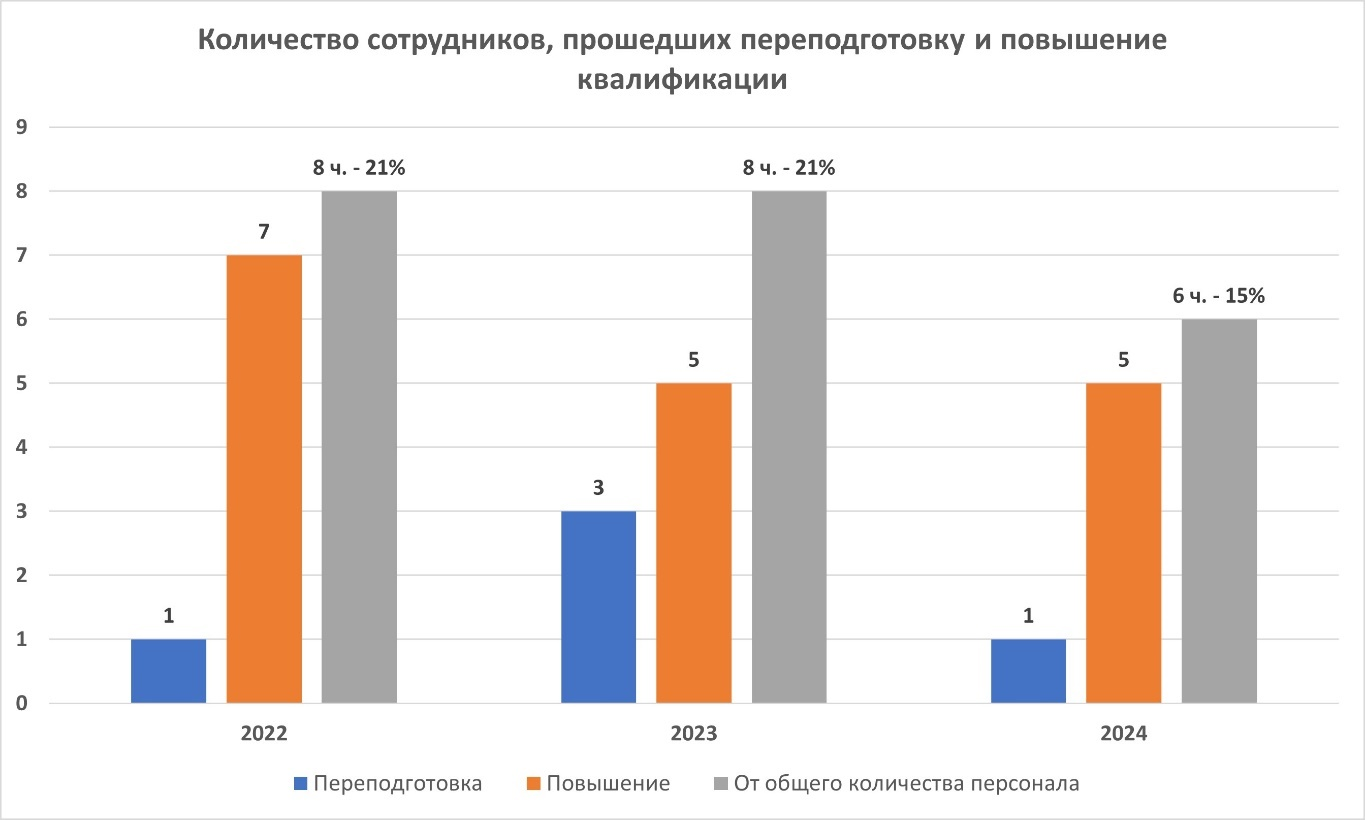 Количество сотрудников, прошедших переподготовку и повышение
квалификации
9
8
7
6
5
4
3
2
1
0
1
7
8 ч. - 21%
3
5
8 ч. - 21%
1
5
6 ч. - 15%
2022
2023
2024
Переподготовка
Повышение
От общего количества персонала